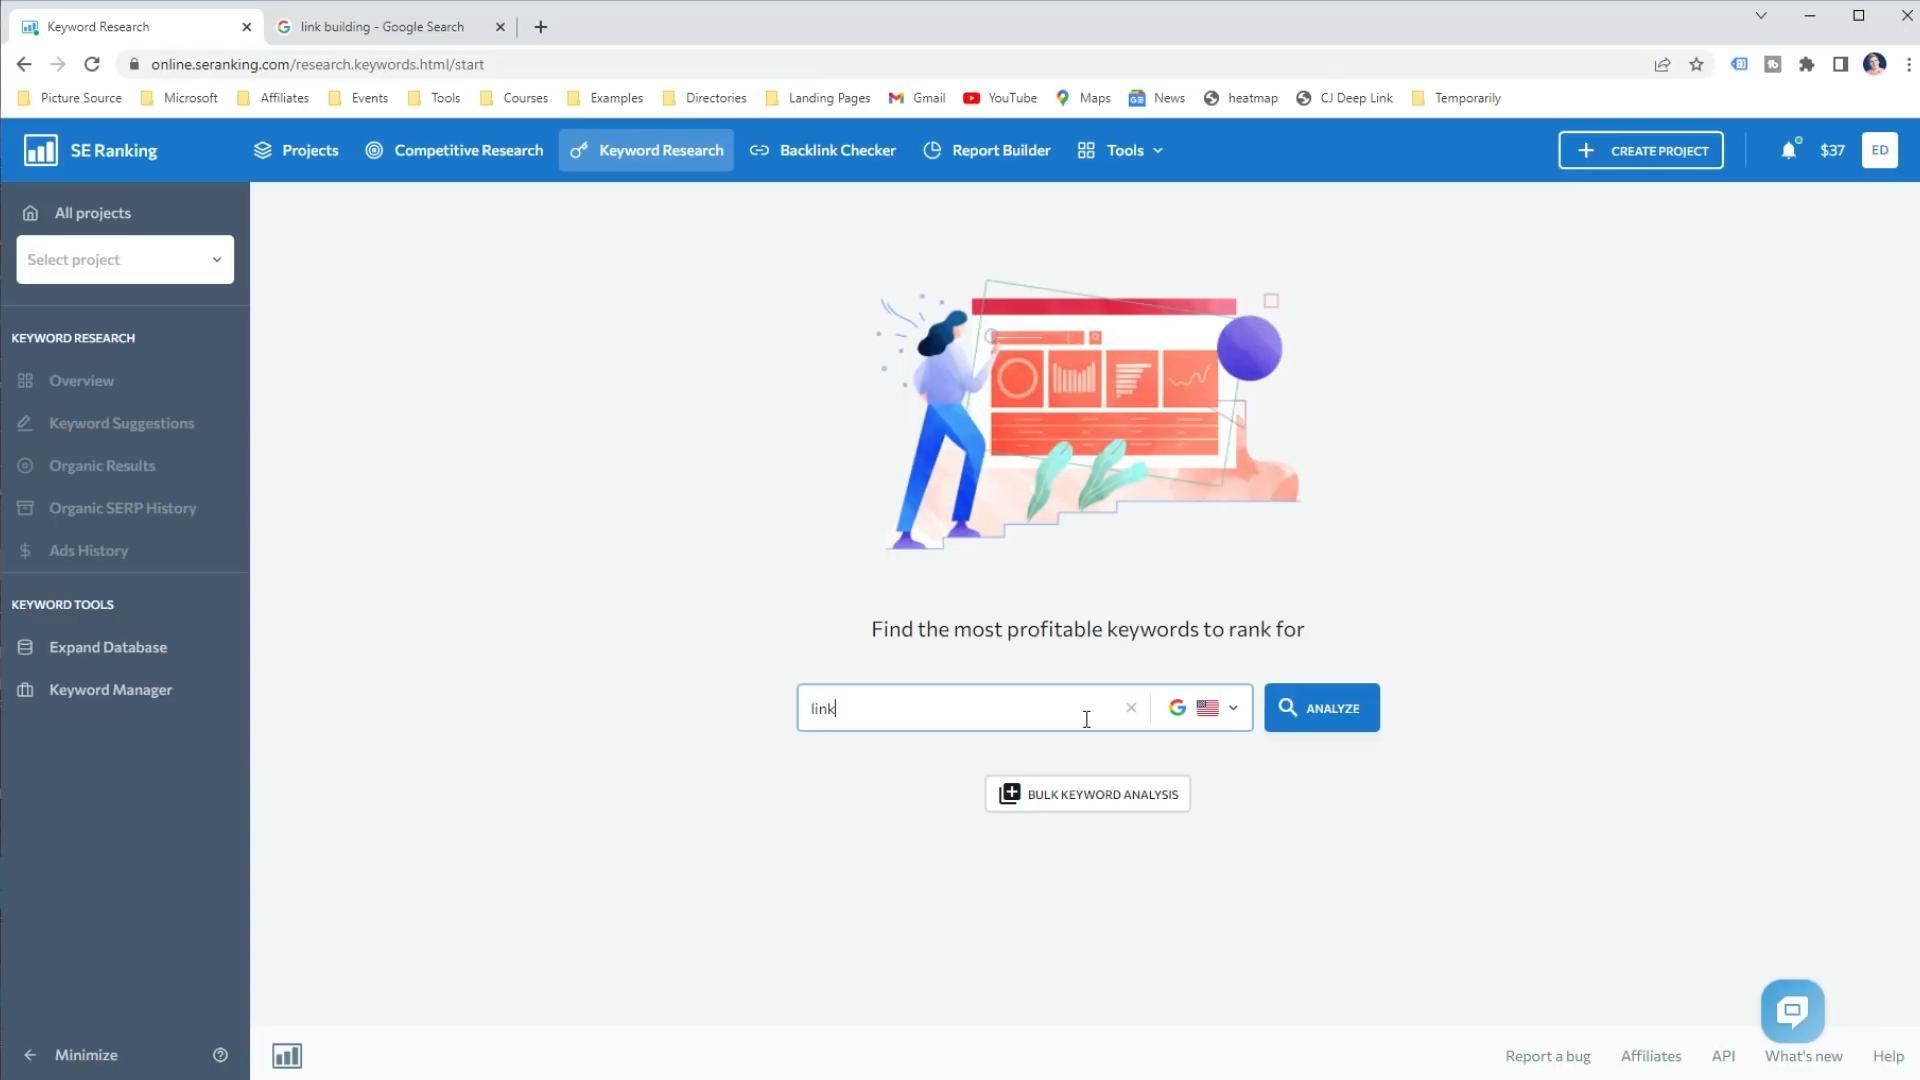 Keyword Research
link building - Google Search
online.seranking.com/research.keywords.html/start
Picture Source
Microsoft
Affiliates
Events
Tools
Courses
Examples
Directories
Landing Pages
Gmail
YouTube
Maps
News
heatmap
CJ Deep Link
Temporarily
SE Ranking
Projects
Competitive Research
Keyword Research
Backlink Checker
Report Builder
Tools
CREATE PROJECT
$37
ED
All projects
Select project
KEYWORD RESEARCH
Overview
Keyword Suggestions
Organic Results
Organic SERP History
Ads History
KEYWORD TOOLS
Expand Database
Keyword Manager
Find the most profitable keywords to rank for
link
ANALYZE
BULK KEYWORD ANALYSIS
Minimize
Report a bug
Affiliates
API
What's new
Help